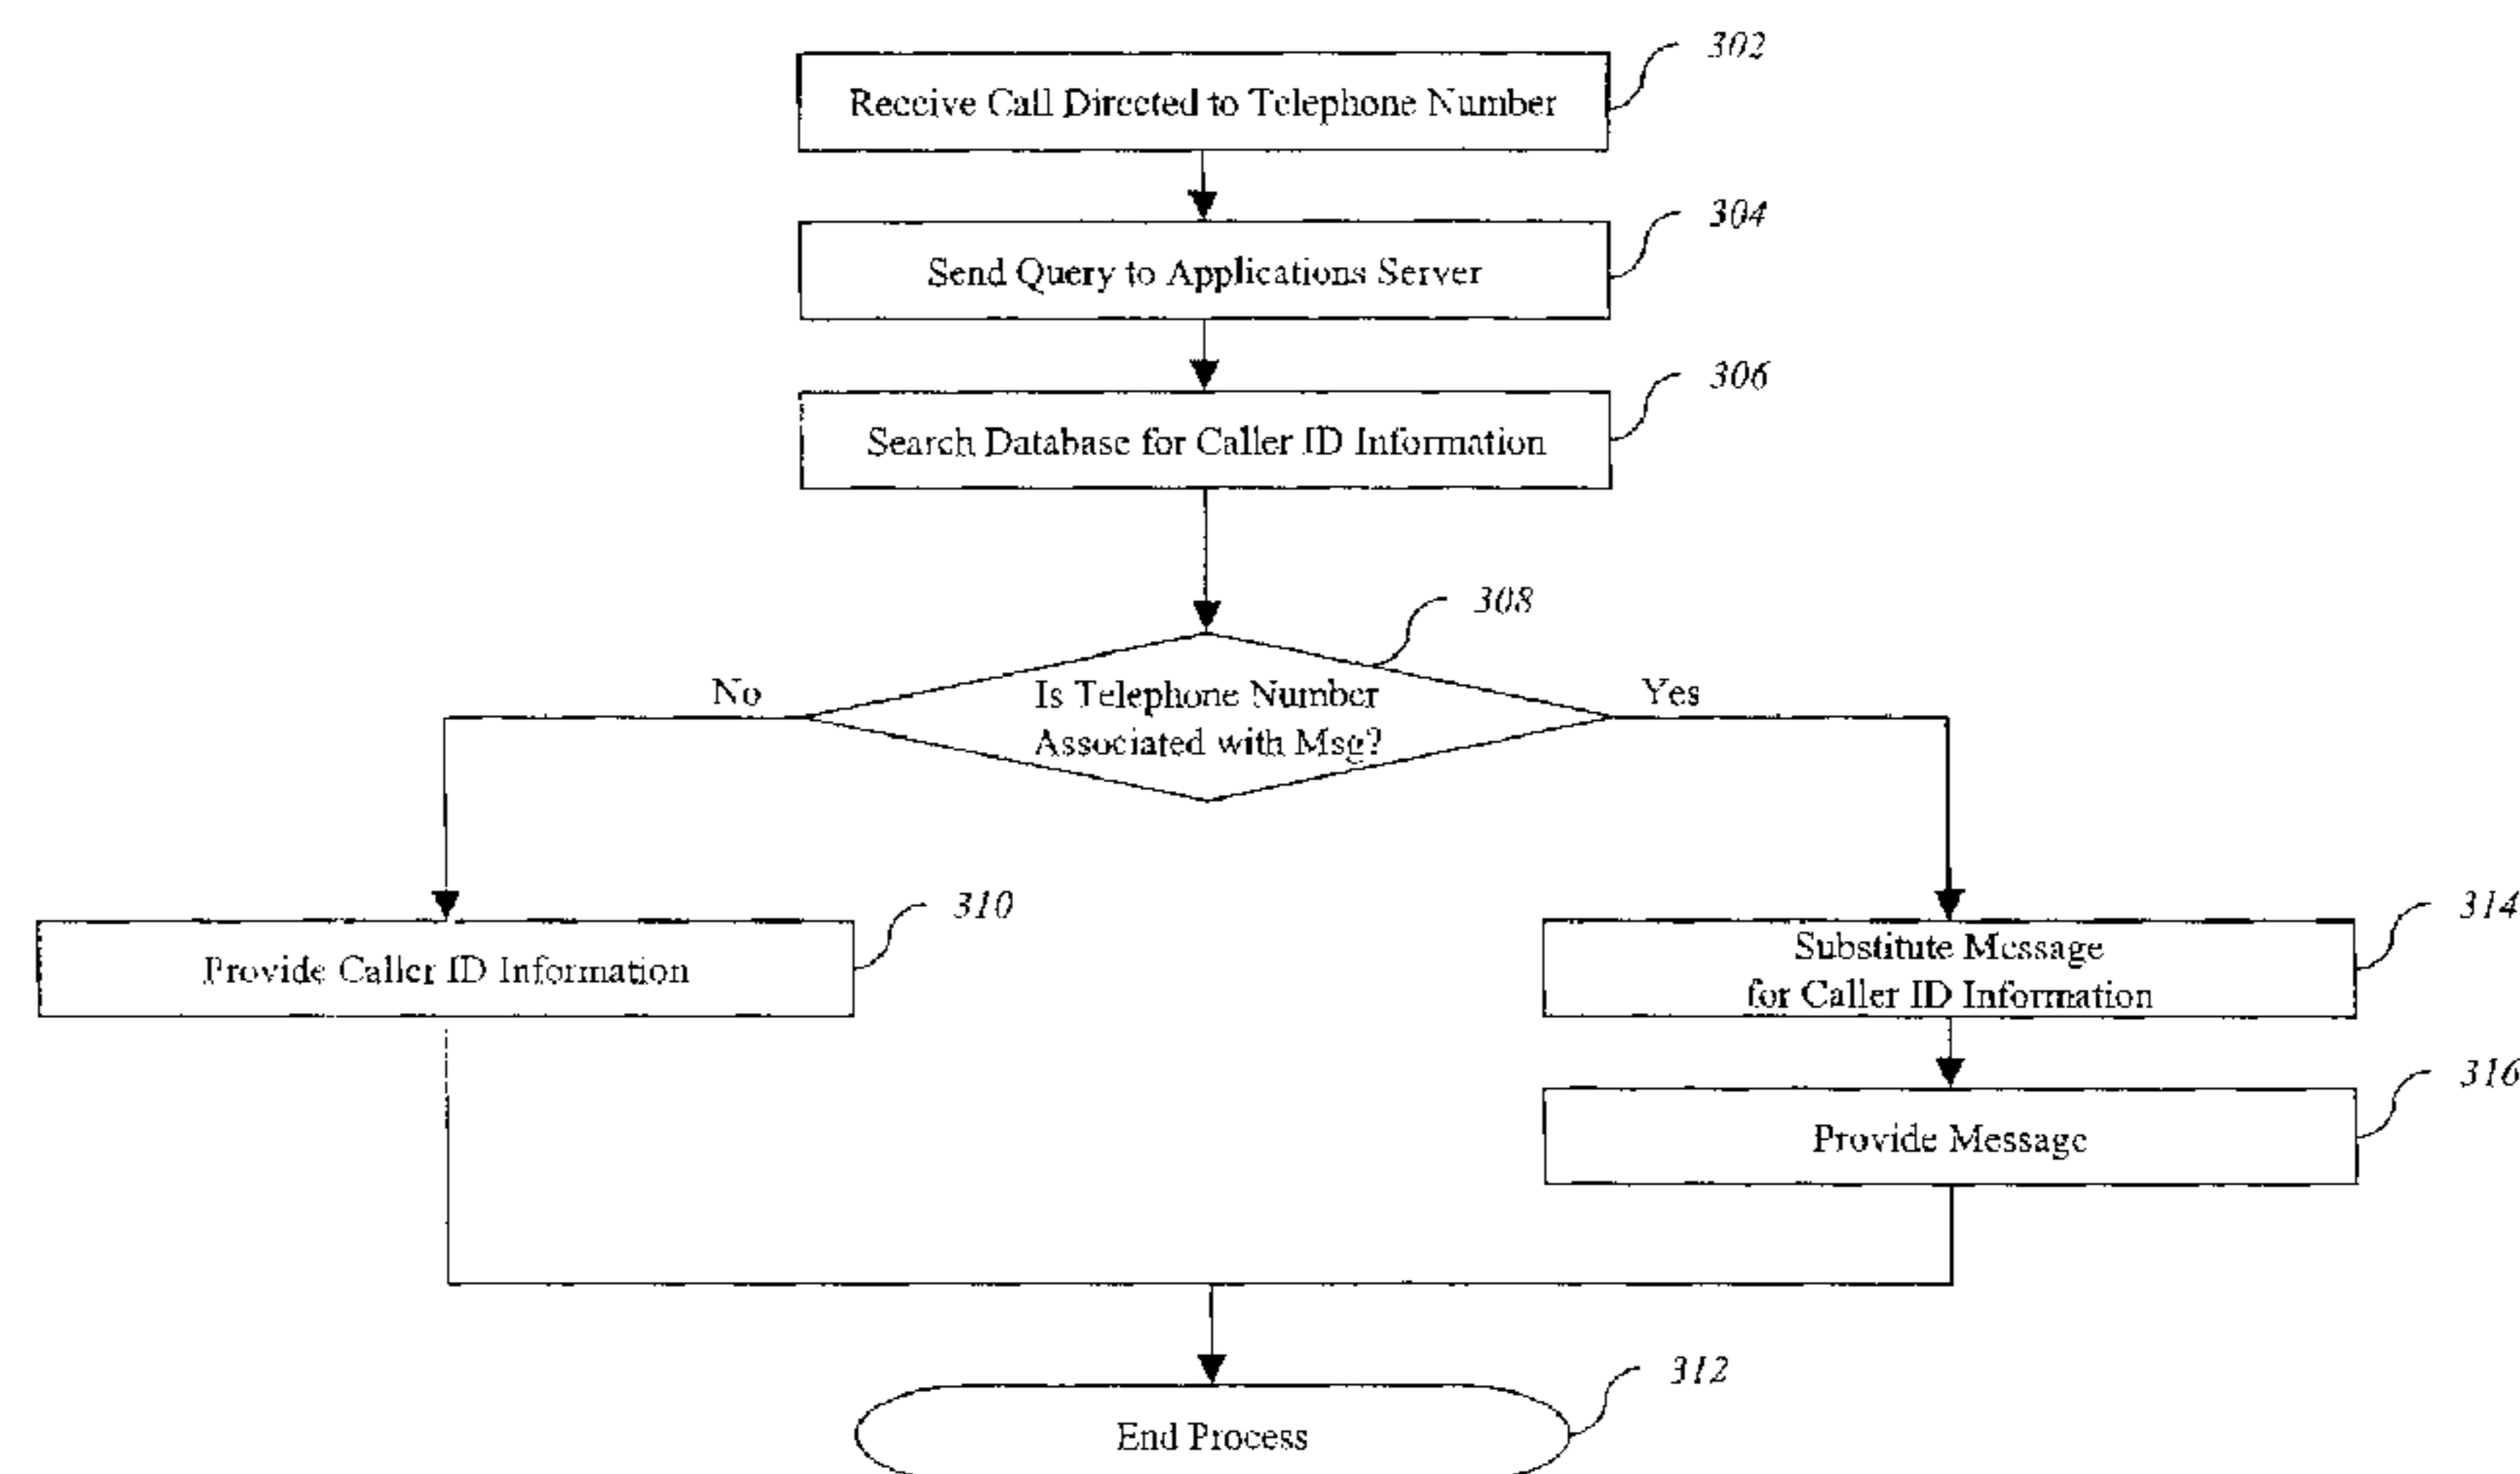 302
Receive Call Directed to Telephone Number
304
Send Query to Applications Server
306
Search Database for Caller ID Information
308
No
Is Telephone Number
Associated with Msg?
Yes
310
Provide Caller ID Information
314
Substitute Message
for Caller ID Information
316
Provide Message
312
End Process